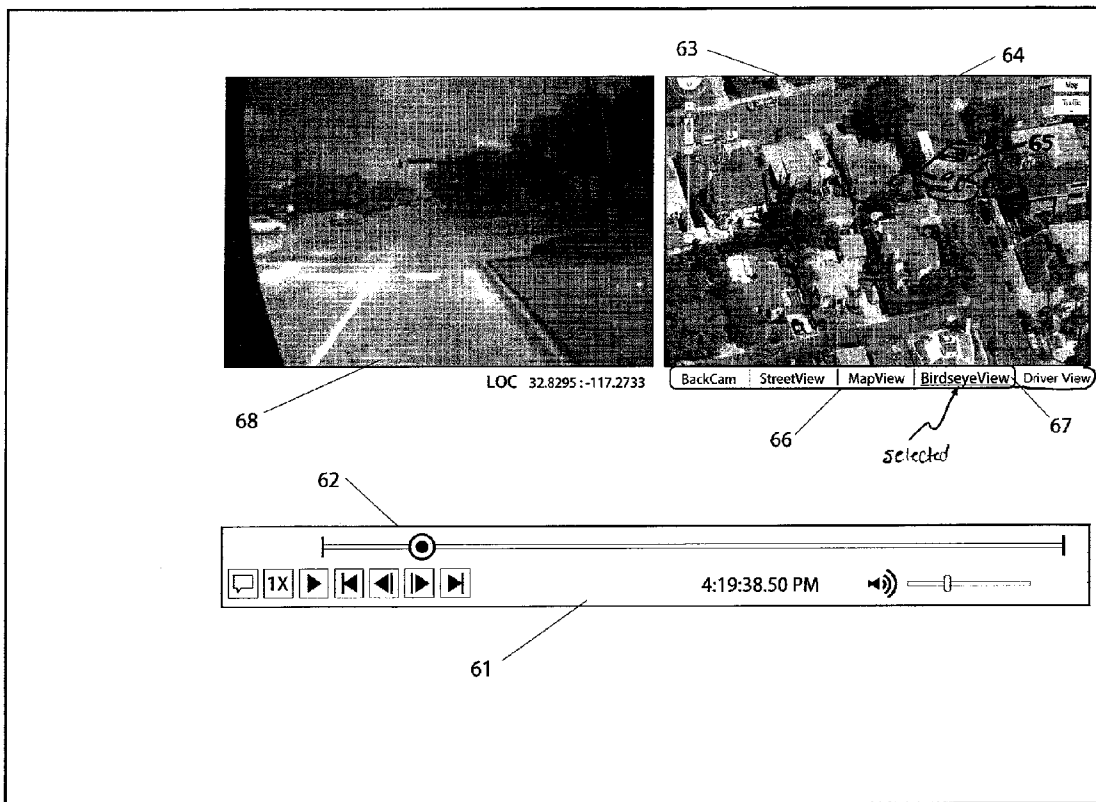 63
64
Map
Traffic
65
LOC 32.8295 : -117.2733
BackCam StreetView MapView BirdseyeView Driver View
68
66
67
selected
62
1X
4:19:38.50 PM
61